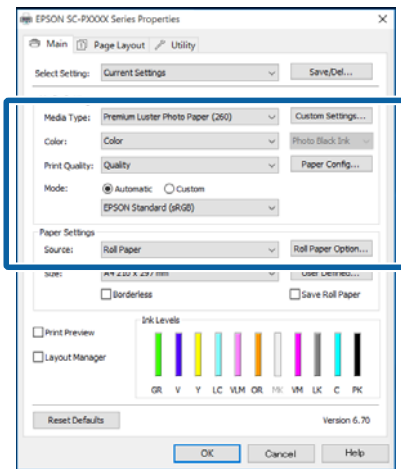 EPSON SC-PXXXX Series Properties
Main Page Layout Utility
Select Setting: Current Settings Save/Del...
Media Type: Premium Luster Photo Paper (260) Custom Settings...
Color: Color Photo Black Ink
Print Quality: Quality Paper Config...
Mode: Automatic Custom
EPSON Standard (sRGB)
Paper Settings
Source: Roll Paper Roll Paper Option...
Size: A4 210 x 297 mm User Defined...
Borderless Save Roll Paper
Print Preview
Ink Levels
Layout Manager
GR V Y LC VLM OR MK VM LK C PK
Reset Defaults Version 6.70
OK Cancel Help